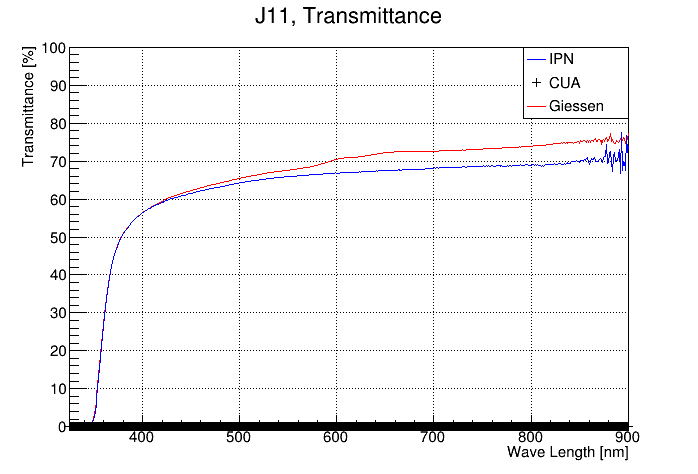 J11, Transmittance
Transmittance [%]
100
90
80
70
60
50
40
30
20
10
0
IPN
CUA
Giessen
400 500 600 700 800 900
Wave Length [nm]